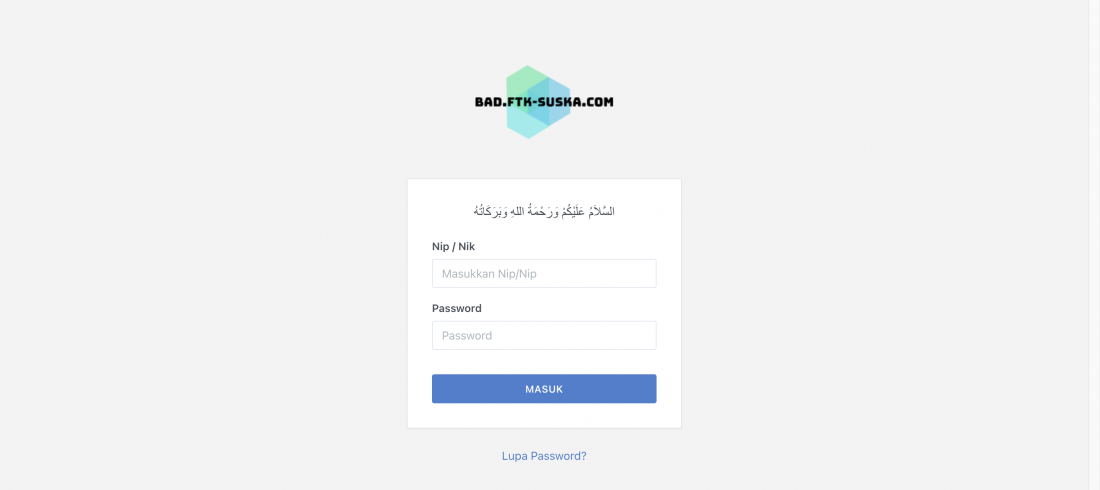 BAD.FTK-SUSKA.COM
السَّلاَمُ عَلَيْكُمْ وَرَحْمَةُ اللهِ وَبَرَكَاتُهُ
Nip / Nik
Masukkan Nip/Nip
Password
Password
MASUK
Lupa Password?